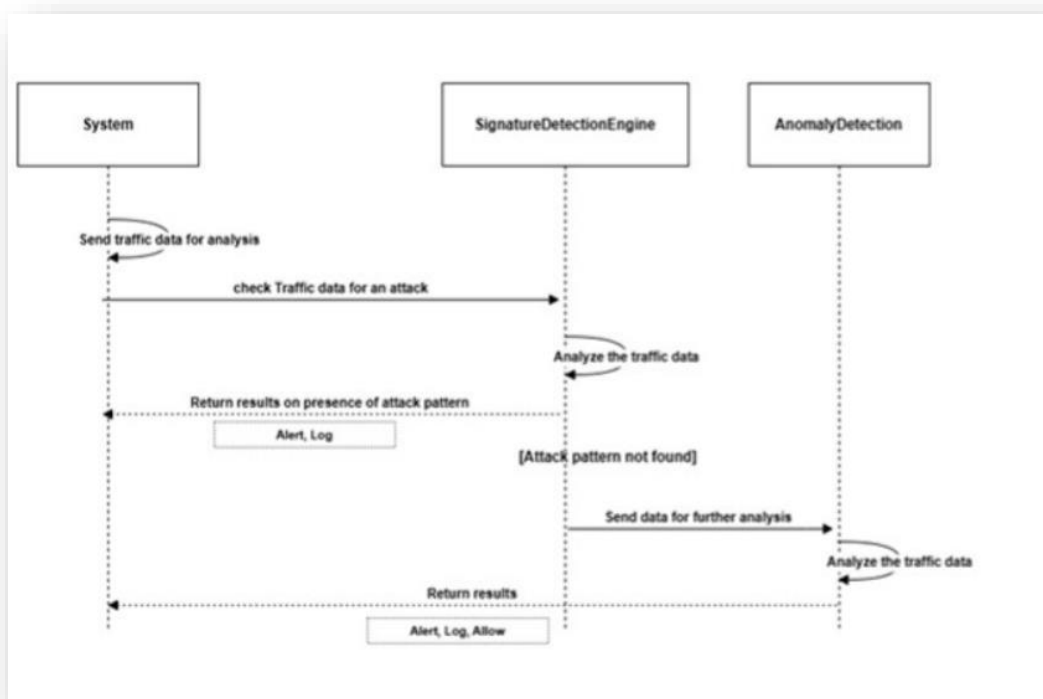 System
SignatureDetectionEngine
AnomalyDetection
Send traffic data for analysis
check Traffic data for an attack
Analyze the traffic data
Return results on presence of attack pattern
Alert, Log
[Attack pattern not found]
Send data for further analysis
Analyze the traffic data
Return results
Alert, Log, Allow